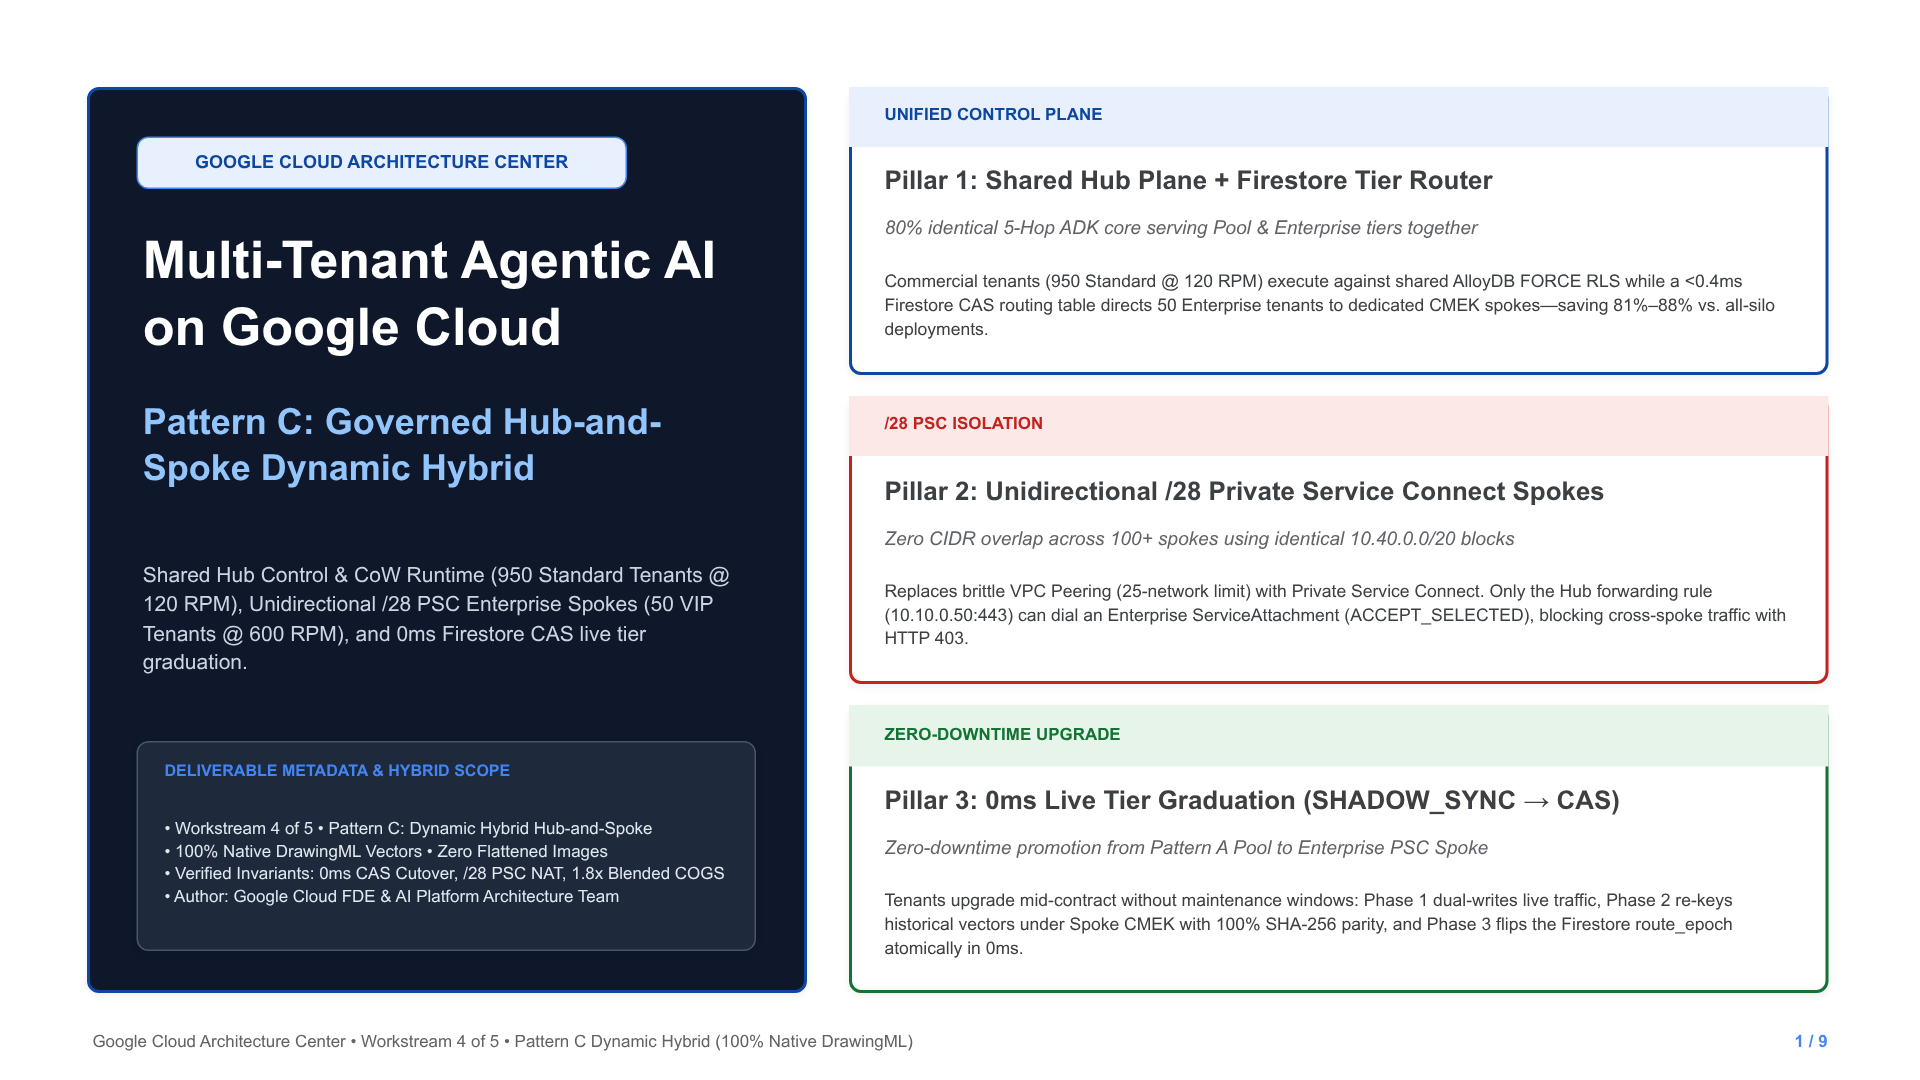 GOOGLE CLOUD ARCHITECTURE CENTER
Multi-Tenant Agentic AI
on Google Cloud
Pattern C: Governed Hub-and-
Spoke Dynamic Hybrid
Shared Hub Control & CoW Runtime (950 Standard Tenants @
120 RPM), Unidirectional /28 PSC Enterprise Spokes (50 VIP
Tenants @ 600 RPM), and 0ms Firestore CAS live tier
graduation.
DELIVERABLE METADATA & HYBRID SCOPE
• Workstream 4 of 5 • Pattern C: Dynamic Hybrid Hub-and-Spoke
• 100% Native DrawingML Vectors • Zero Flattened Images
• Verified Invariants: 0ms CAS Cutover, /28 PSC NAT, 1.8x Blended COGS
• Author: Google Cloud FDE & AI Platform Architecture Team
UNIFIED CONTROL PLANE
Pillar 1: Shared Hub Plane + Firestore Tier Router
80% identical 5-Hop ADK core serving Pool & Enterprise tiers together
Commercial tenants (950 Standard @ 120 RPM) execute against shared AlloyDB FORCE RLS while a <0.4ms
Firestore CAS routing table directs 50 Enterprise tenants to dedicated CMEK spokes—saving 81%–88% vs. all-silo
deployments.
/28 PSC ISOLATION
Pillar 2: Unidirectional /28 Private Service Connect Spokes
Zero CIDR overlap across 100+ spokes using identical 10.40.0.0/20 blocks
Replaces brittle VPC Peering (25-network limit) with Private Service Connect. Only the Hub forwarding rule
(10.10.0.50:443) can dial an Enterprise ServiceAttachment (ACCEPT_SELECTED), blocking cross-spoke traffic with
HTTP 403.
ZERO-DOWNTIME UPGRADE
Pillar 3: 0ms Live Tier Graduation (SHADOW_SYNC → CAS)
Zero-downtime promotion from Pattern A Pool to Enterprise PSC Spoke
Tenants upgrade mid-contract without maintenance windows: Phase 1 dual-writes live traffic, Phase 2 re-keys
historical vectors under Spoke CMEK with 100% SHA-256 parity, and Phase 3 flips the Firestore route_epoch
atomically in 0ms.
Google Cloud Architecture Center • Workstream 4 of 5 • Pattern C Dynamic Hybrid (100% Native DrawingML)
1 / 9